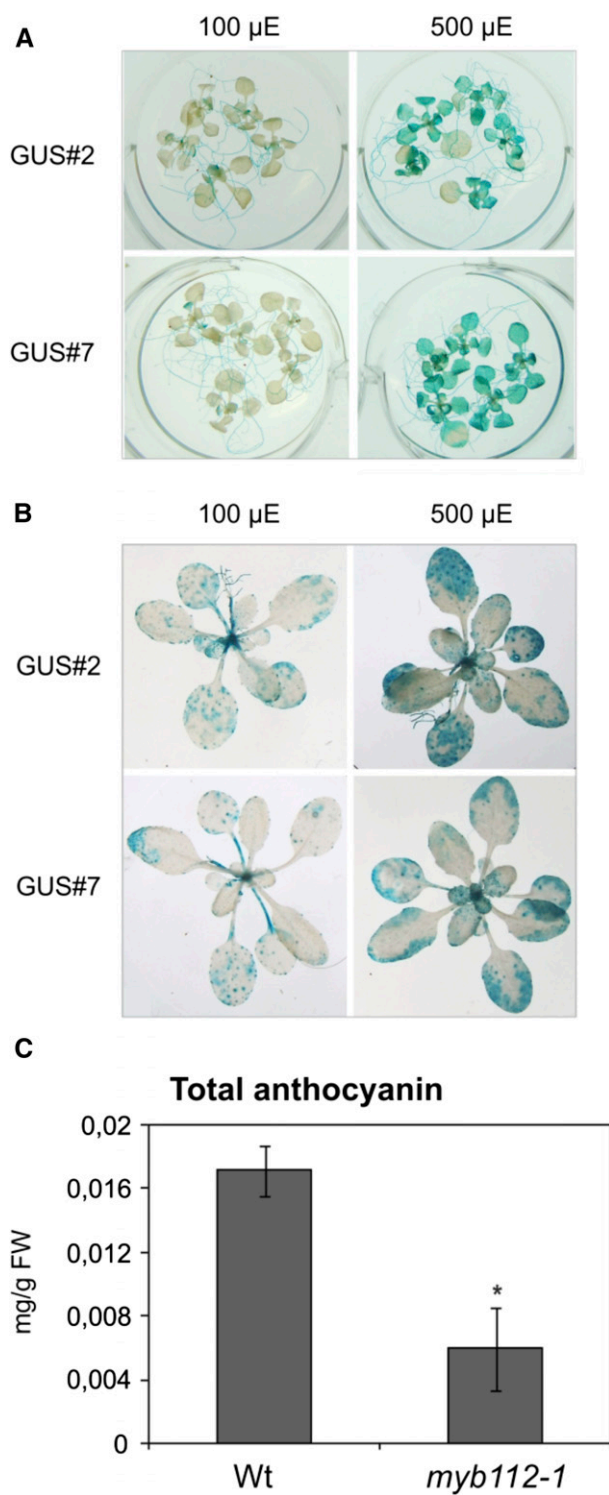 A
100 µE 500 µE
GUS#2
GUS#7
B
100 µE 500 µE
GUS#2
GUS#7
C
Total anthocyanin
0,02
0,016
0,012
0,008
0,004
0
mg/g FW
*
Wt myb112-1